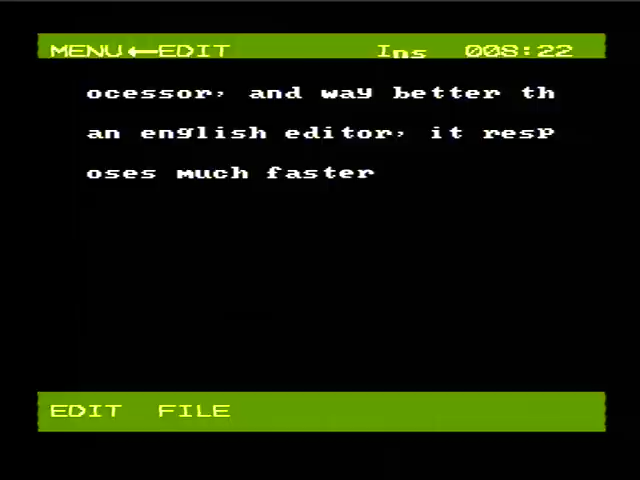 MENU←EDIT Ins 008:22
ocessor, and way better th
an english editor, it resp
oses much faster
EDIT FILE